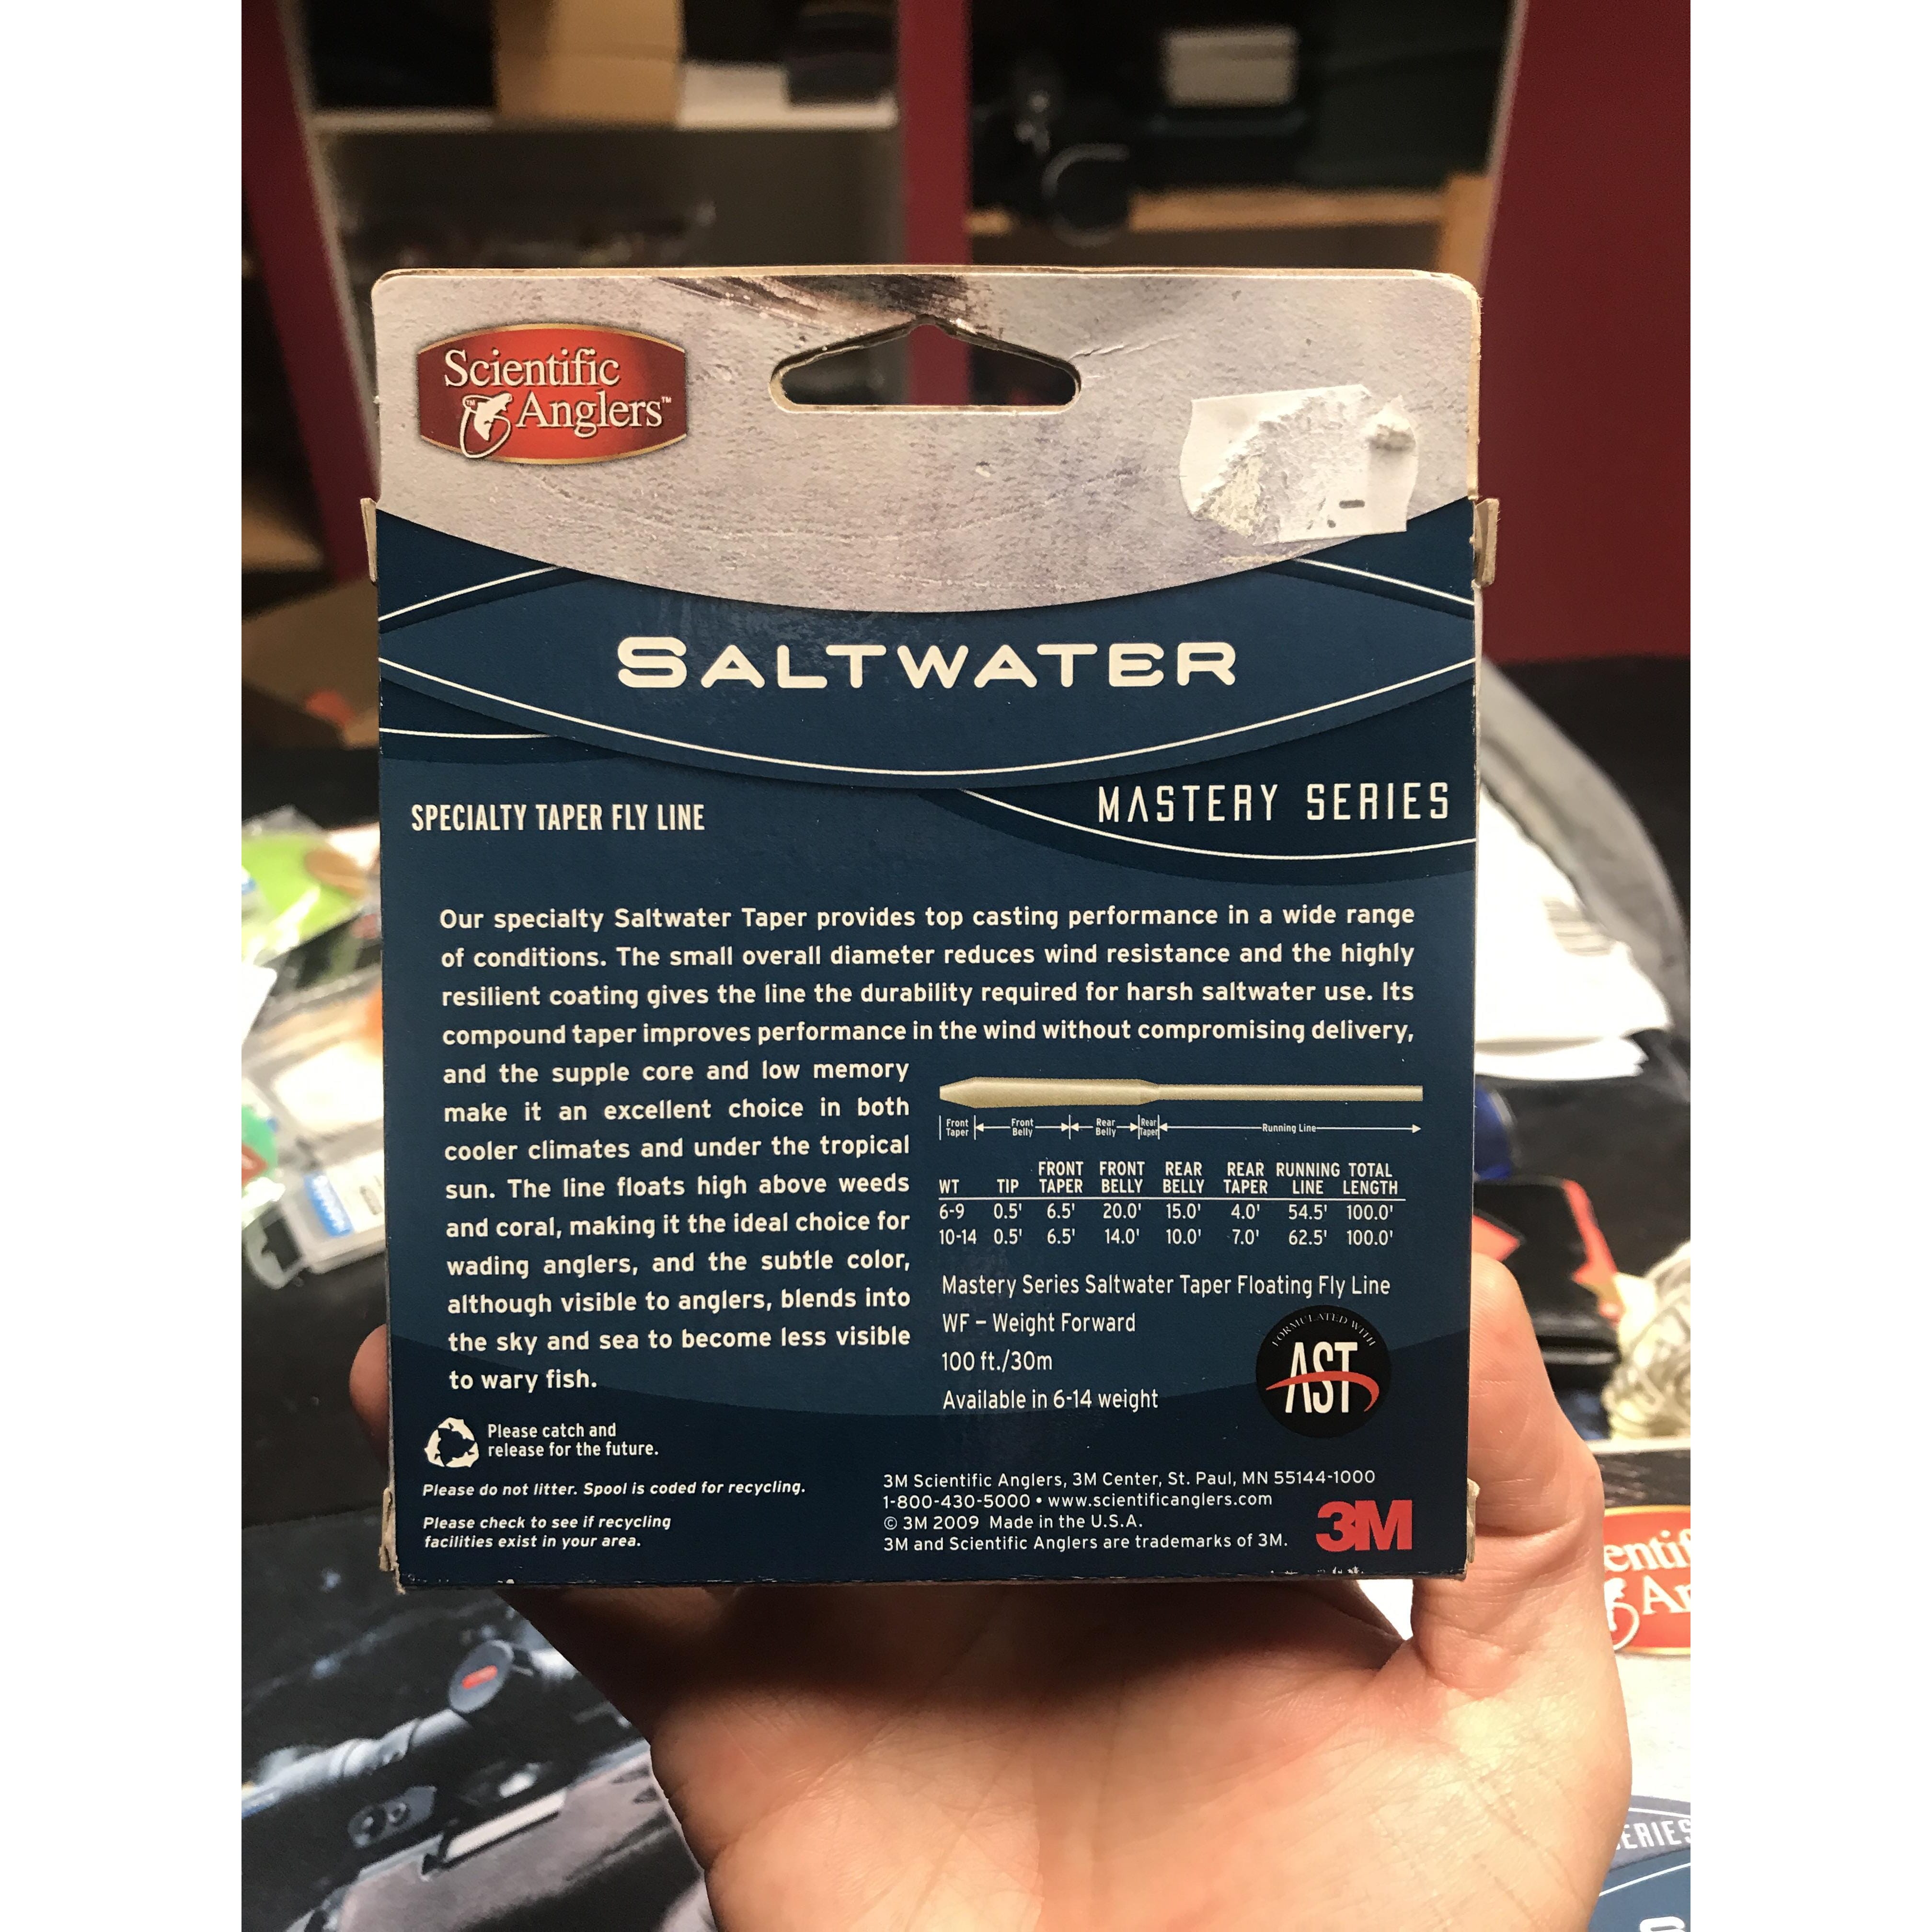 Scientific
Anglers™
SALTWATER
SPECIALTY TAPER FLY LINE
MASTERY SERIES
Our specialty Saltwater Taper provides top casting performance in a wide range
of conditions. The small overall diameter reduces wind resistance and the highly
resilient coating gives the line the durability required for harsh saltwater use. Its
compound taper improves performance in the wind without compromising delivery,
and the supple core and low memory
make it an excellent choice in both
cooler climates and under the tropical
sun. The line floats high above weeds
and coral, making it the ideal choice for
wading anglers, and the subtle color,
although visible to anglers, blends into
the sky and sea to become less visible
to wary fish.
Front Taper Front Belly Rear Belly Rear Taper Running Line
WT TIP FRONT TAPER FRONT BELLY REAR BELLY REAR TAPER RUNNING LINE TOTAL LENGTH
6-9 0.5' 6.5' 20.0' 15.0' 4.0' 54.5' 100.0'
10-14 0.5' 6.5' 14.0' 10.0' 7.0' 62.5' 100.0'
Mastery Series Saltwater Taper Floating Fly Line
WF – Weight Forward
100 ft./30m
Available in 6-14 weight
FORMULATED WITH
AST
Please catch and
release for the future.
Please do not litter. Spool is coded for recycling.
Please check to see if recycling
facilities exist in your area.
3M Scientific Anglers, 3M Center, St. Paul, MN 55144-1000
1-800-430-5000 • www.scientificanglers.com
© 3M 2009 Made in the U.S.A.
3M and Scientific Anglers are trademarks of 3M.
3M